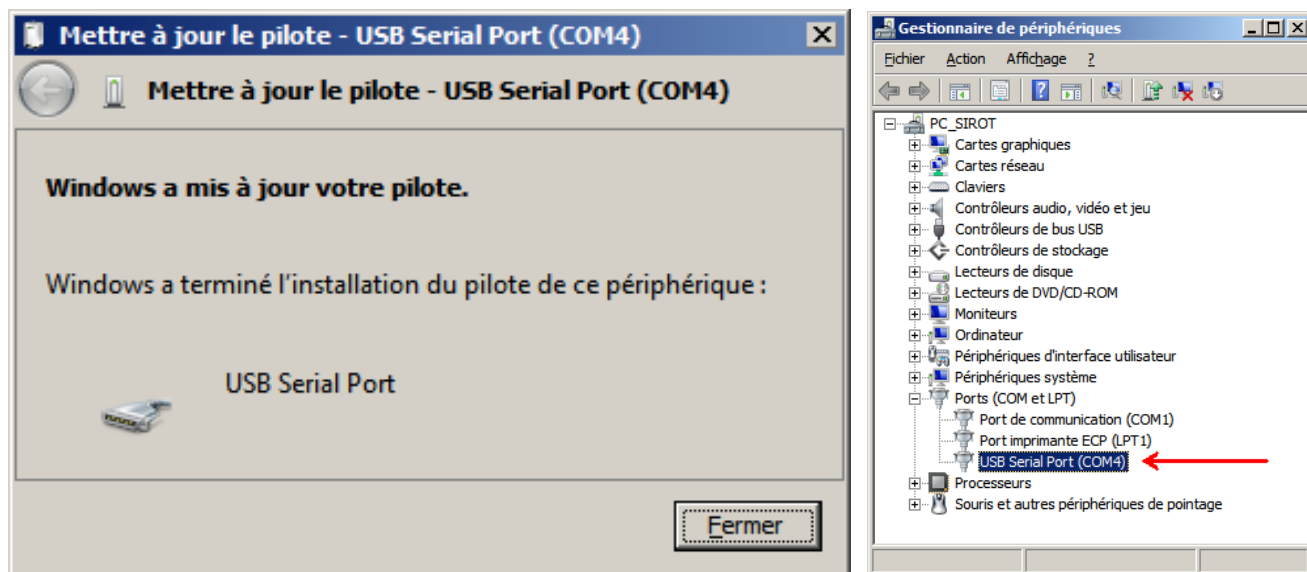 Mettre à jour le pilote - USB Serial Port (COM4)
Mettre à jour le pilote - USB Serial Port (COM4)
Windows a mis à jour votre pilote.
Windows a terminé l'installation du pilote de ce périphérique :
USB Serial Port
Fermer
Gestionnaire de périphériques
Fichier Action Affichage ?
PC_SIROT
Cartes graphiques
Cartes réseau
Claviers
Contrôleurs audio, vidéo et jeu
Contrôleurs de bus USB
Contrôleurs de stockage
Lecteurs de disque
Lecteurs de DVD/CD-ROM
Moniteurs
Ordinateur
Périphériques d'interface utilisateur
Périphériques système
Ports (COM et LPT)
Port de communication (COM1)
Port imprimante ECP (LPT1)
USB Serial Port (COM4)
Processeurs
Souris et autres périphériques de pointage